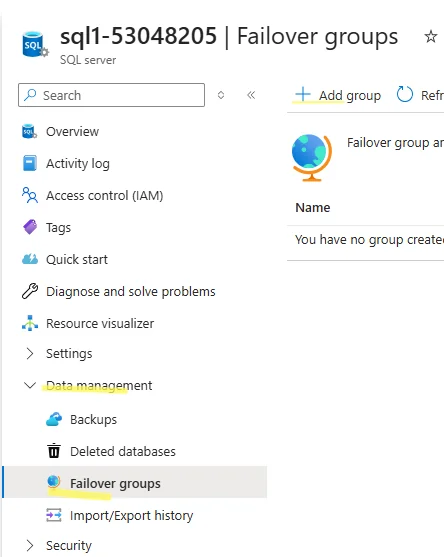 sql1-53048205 | Failover groups
SQL server
Search
Add group
Refr
Overview
Activity log
Access control (IAM)
Tags
Quick start
Diagnose and solve problems
Resource visualizer
Settings
Data management
Backups
Deleted databases
Failover groups
Import/Export history
Security
Failover group ar
Name
You have no group create